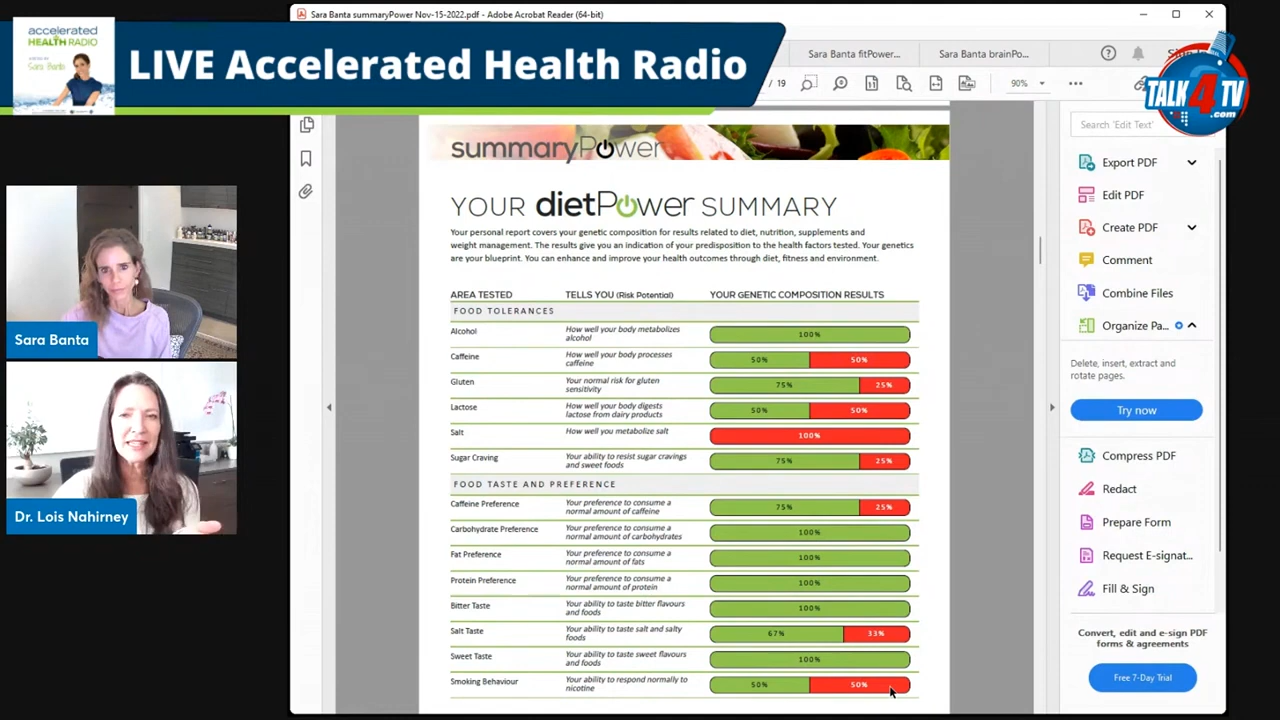 Sara Banta summaryPower Nov-15-2022.pdf - Adobe Acrobat Reader (64-bit)
accelerated
HEALTH RADIO
Sara Banta
LIVE Accelerated Health Radio
Sara Banta fitPower...
Sara Banta brainPo...
TALK4TV
.com
/ 19
90%
Search 'Edit Text'
Export PDF
Edit PDF
Create PDF
Comment
Combine Files
Organize Pa...
Delete, insert, extract and
rotate pages.
Try now
Compress PDF
Redact
Prepare Form
Request E-signat...
Fill & Sign
Convert, edit and e-sign PDF
forms & agreements
Free 7-Day Trial
Sara Banta
Dr. Lois Nahirney
summaryPower
YOUR dietPower SUMMARY
Your personal report covers your genetic composition for results related to diet, nutrition, supplements and
weight management. The results give you an indication of your predisposition to the health factors tested. Your genetics
are your blueprint. You can enhance and improve your health outcomes through diet, fitness and environment.
AREA TESTED TELLS YOU (Risk Potential) YOUR GENETIC COMPOSITION RESULTS
FOOD TOLERANCES
Alcohol How well your body metabolizes alcohol 100%
Caffeine How well your body processes caffeine 50% 50%
Gluten Your normal risk for gluten sensitivity 75% 25%
Lactose How well your body digests lactose from dairy products 50% 50%
Salt How well you metabolize salt 100%
Sugar Craving Your ability to resist sugar cravings and sweet foods 75% 25%
FOOD TASTE AND PREFERENCE
Caffeine Preference Your preference to consume a normal amount of caffeine 75% 25%
Carbohydrate Preference Your preference to consume a normal amount of carbohydrates 100%
Fat Preference Your preference to consume a normal amount of fats 100%
Protein Preference Your preference to consume a normal amount of protein 100%
Bitter Taste Your ability to taste bitter flavours and foods 100%
Salt Taste Your ability to taste salt and salty foods 67% 33%
Sweet Taste Your ability to taste sweet flavours and foods 100%
Smoking Behaviour Your ability to respond normally to nicotine 50% 50%